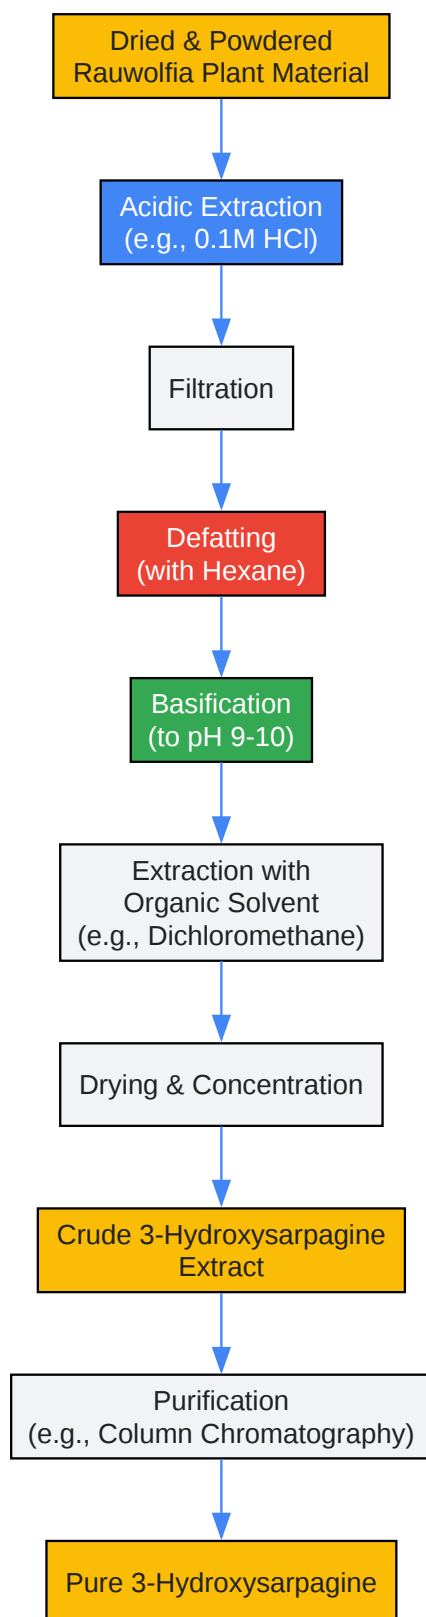 Dried & Powdered
Rauwolfia Plant Material
Acidic Extraction
(e.g., 0.1M HCl)
Filtration
Defatting
(with Hexane)
Basification
(to pH 9-10)
Extraction with
Organic Solvent
(e.g., Dichloromethane)
Drying & Concentration
Crude 3-Hydroxysarpagine
Extract
Purification
(e.g., Column Chromatography)
Pure 3-Hydroxysarpagine